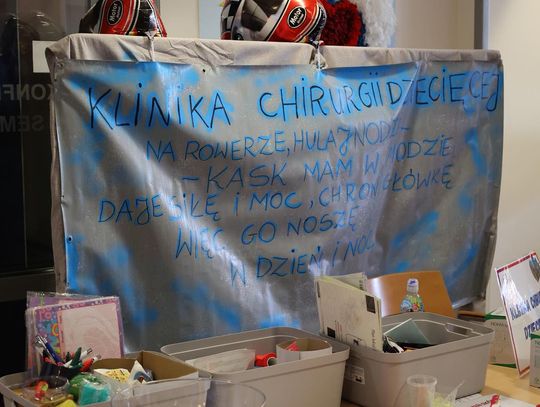 KLINIKA CHIRURGII DZIECIĘCEJ
NA ROWERZE, HULAJNODZE -
- KASK MAM W MODZIE
DAJE SIŁĘ I MOC, CHRONI GŁÓWKĘ
WIĘC GO NOSZĘ
W DZIEŃ I NOC